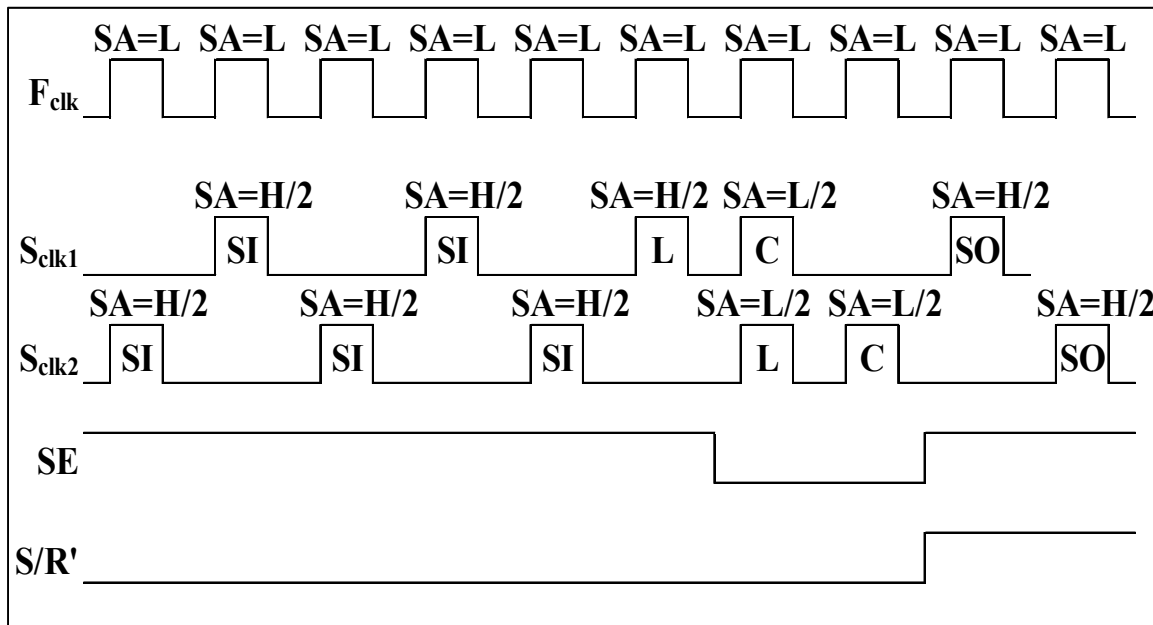 SA=L SA=L SA=L SA=L SA=L SA=L SA=L SA=L SA=L SA=L
Fclk
SA=H/2 SA=H/2 SA=H/2 SA=L/2 SA=H/2
Sclk1 SI SI L C SO
SA=H/2 SA=H/2 SA=H/2 SA=L/2 SA=L/2 SA=H/2
Sclk2 SI SI SI L C SO
SE
S/R'